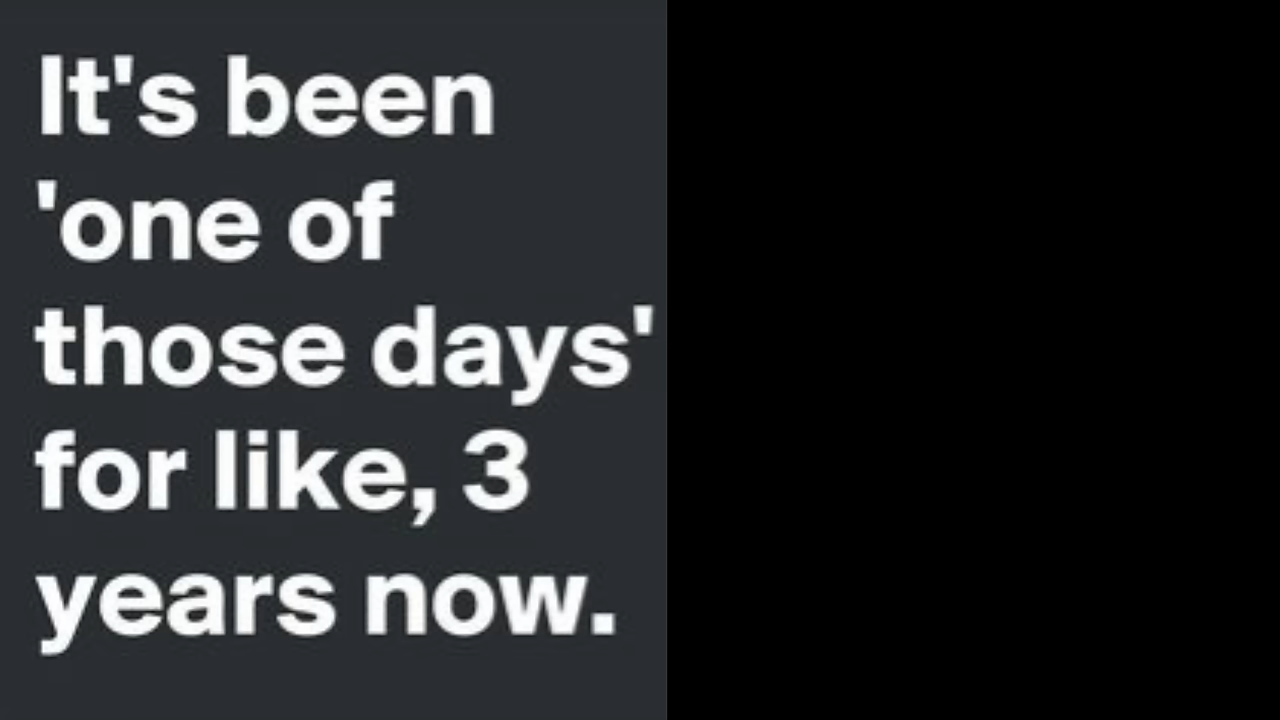 It's been
'one of
those days'
for like, 3
years now.